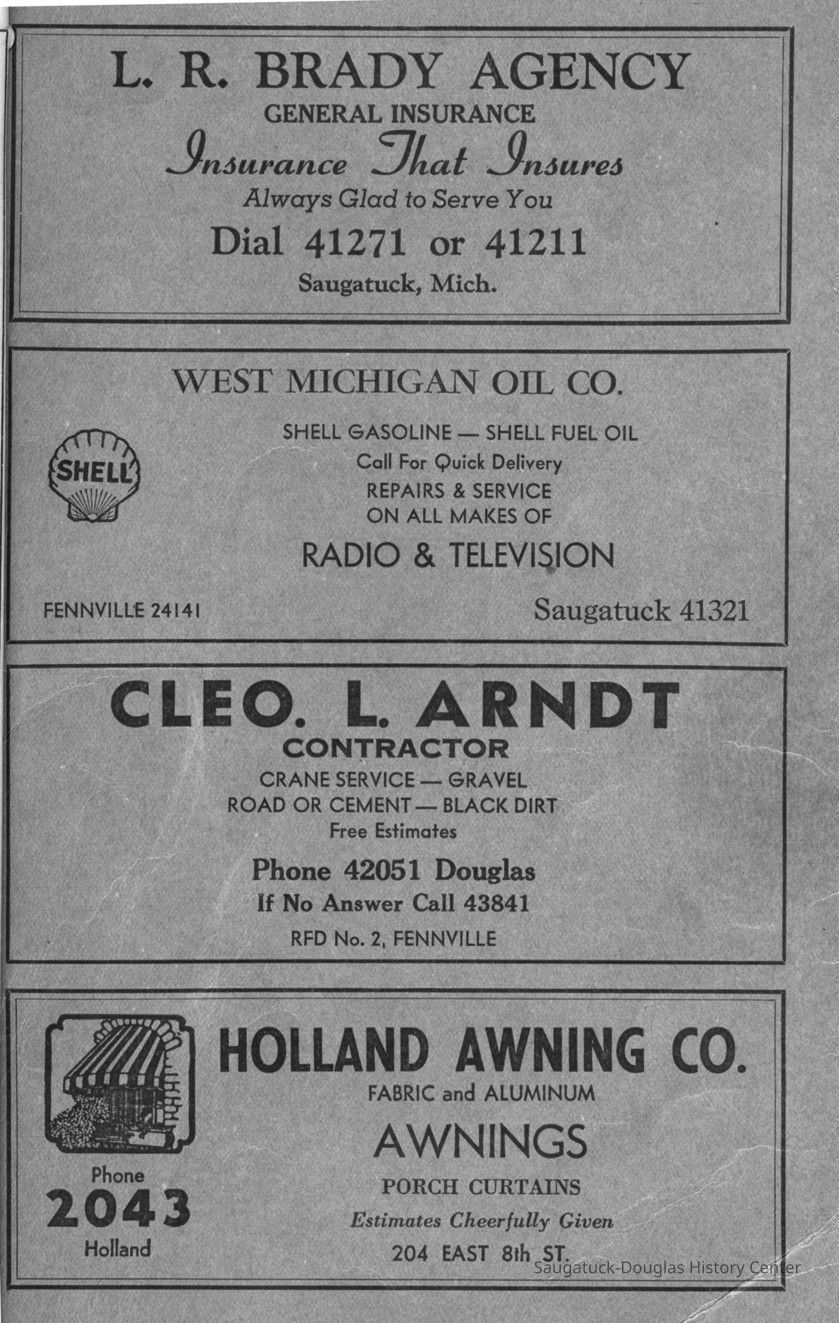 L. R. BRADY AGENCY
GENERAL INSURANCE
Insurance That Insures
Always Glad to Serve You
Dial 41271 or 41211
Saugatuck, Mich.
WEST MICHIGAN OIL CO.
SHELL GASOLINE — SHELL FUEL OIL
Call For Quick Delivery
SHELL
REPAIRS & SERVICE
ON ALL MAKES OF
RADIO & TELEVISION
FENNVILLE 24141
Saugatuck 41321
CLEO. L. ARNDT
CONTRACTOR
CRANE SERVICE — GRAVEL
ROAD OR CEMENT — BLACK DIRT
Free Estimates
Phone 42051 Douglas
If No Answer Call 43841
RFD No. 2, FENNVILLE
HOLLAND AWNING CO.
FABRIC and ALUMINUM
AWNINGS
PORCH CURTAINS
Estimates Cheerfully Given
204 EAST 8th ST.
Phone
2043
Holland
Saugatuck-Douglas History Center